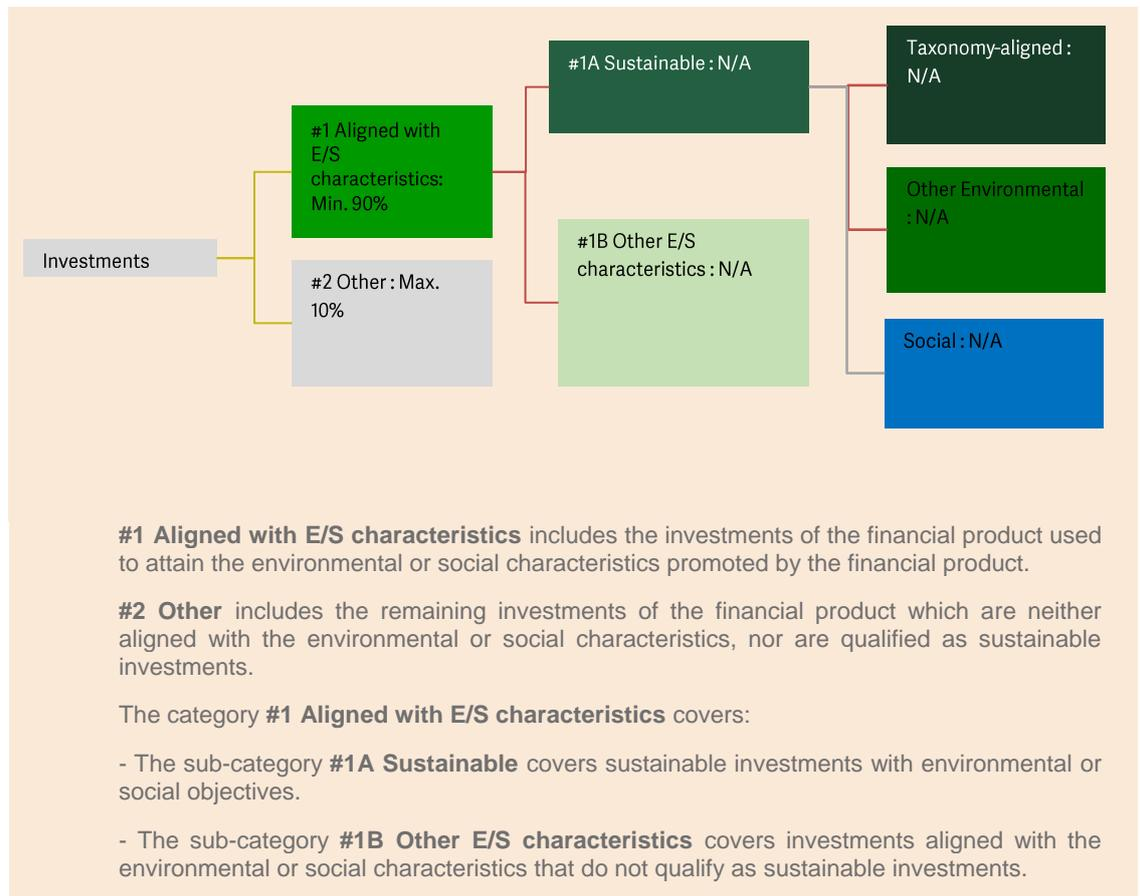 Investments
#1 Aligned with
E/S
characteristics:
Min. 90%
#2 Other : Max.
10%
#1A Sustainable : N/A
#1B Other E/S
characteristics : N/A
Taxonomy-aligned :
N/A
Other Environmental
: N/A
Social : N/A
#1 Aligned with E/S characteristics includes the investments of the financial product used
to attain the environmental or social characteristics promoted by the financial product.
#2 Other includes the remaining investments of the financial product which are neither
aligned with the environmental or social characteristics, nor are qualified as sustainable
investments.
The category #1 Aligned with E/S characteristics covers:
- The sub-category #1A Sustainable covers sustainable investments with environmental or
social objectives.
- The sub-category #1B Other E/S characteristics covers investments aligned with the
environmental or social characteristics that do not qualify as sustainable investments.